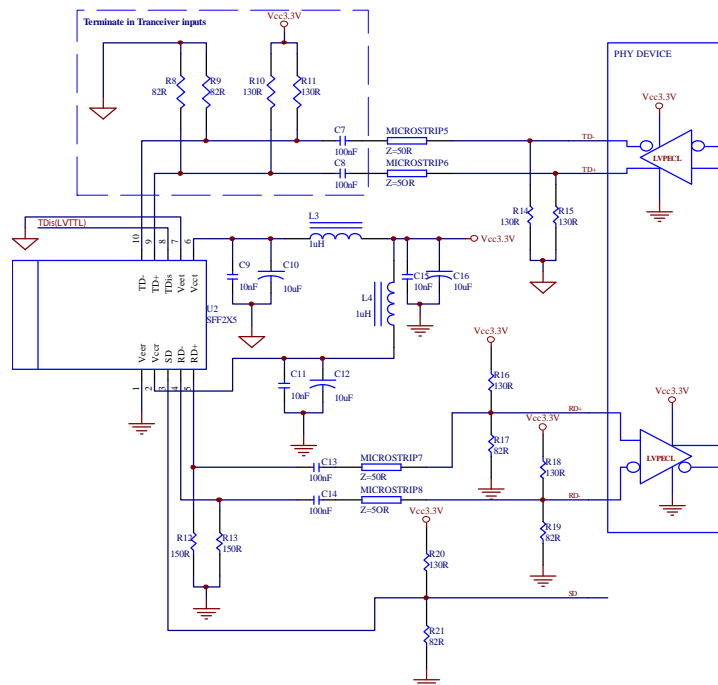 Terminate in Tranceiver inputs
Vcc3.3V
PHY DEVICE
R8
82R
R9
82R
R10
130R
R11
130R
Vcc3.3V
C7
100nF
MICROSTRIP5
Z=50R
TD-
LVPECL
C8
100nF
MICROSTRIP6
Z=5OR
TD+
R14
130R
R15
130R
TDis(LVTTL)
10
9
8
7
6
L3
1uH
Vcc3.3V
TD-
TD+
TDis
Veet
Vcct
C9
10nF
C10
10uF
C15
10nF
C16
10uF
L4
1uH
U2
SFF2X5
Veer
Vccr
SD
RD-
RD+
1
2
3
4
5
C11
10nF
C12
10uF
Vcc3.3V
R16
130R
Vcc3.3V
RD+
Vcc3.3V
R17
82R
LVPECL
C13
100nF
MICROSTRIP7
Z=50R
R18
130R
C14
100nF
MICROSTRIP8
Z=5OR
RD-
Vcc3.3V
R12
150R
R13
150R
R19
82R
R20
130R
SD
R21
82R